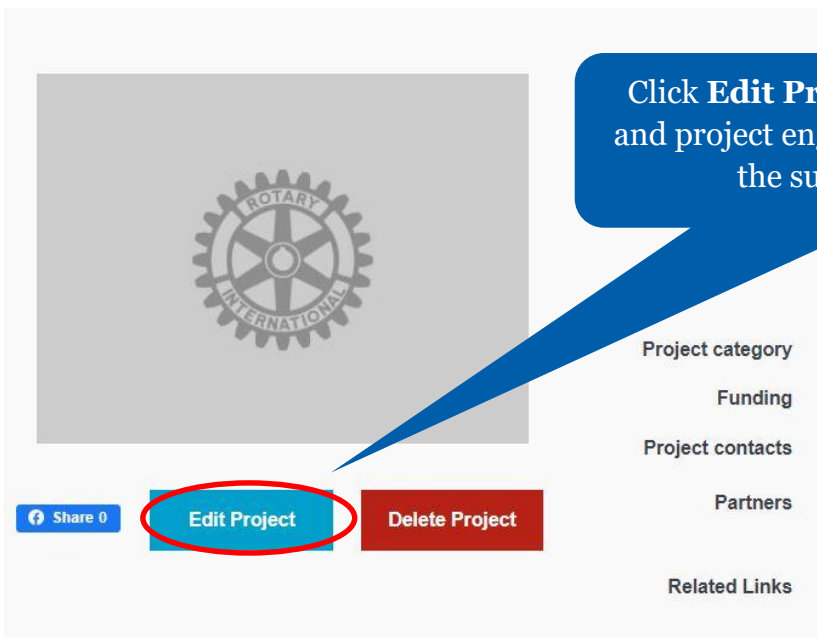 Click Edit Pr
and project en
the su
ROTARY
INTERNATIONAL
Project category
Funding
Project contacts
Share 0
Edit Project
Delete Project
Partners
Related Links